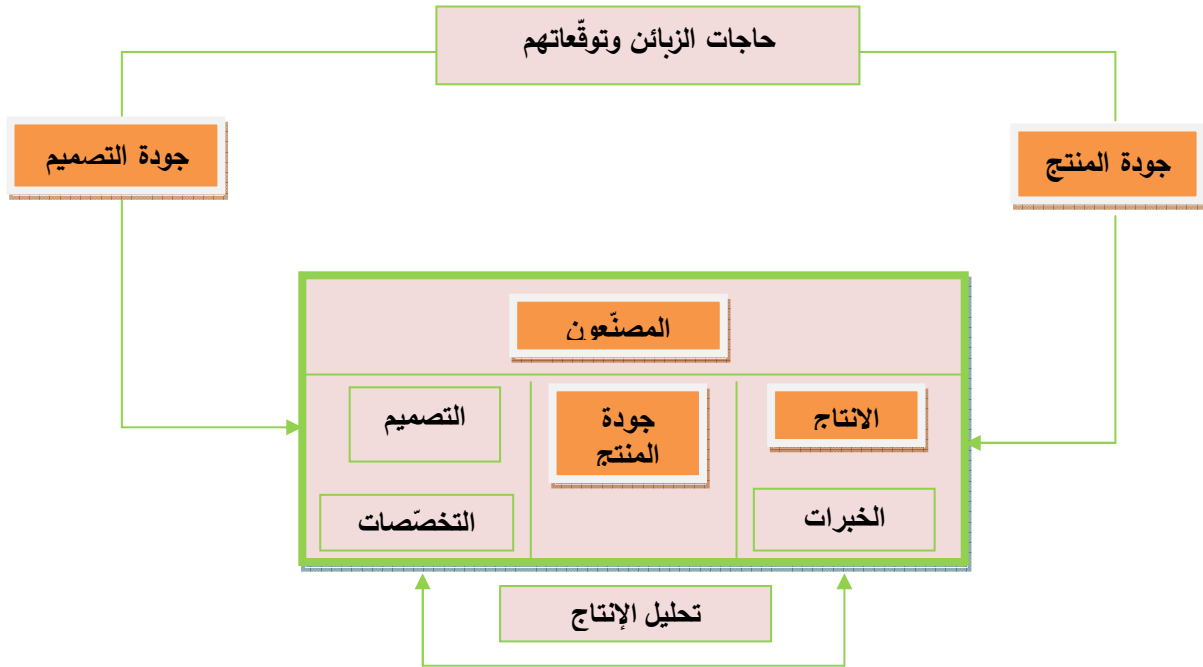 حاجات الزبائن وتوقّعاتهم
جودة المنتج
جودة التصميم
المصنّعون
الانتاج
جودة
المنتج
التصميم
الخبرات
التخصّصات
تحليل الإنتاج